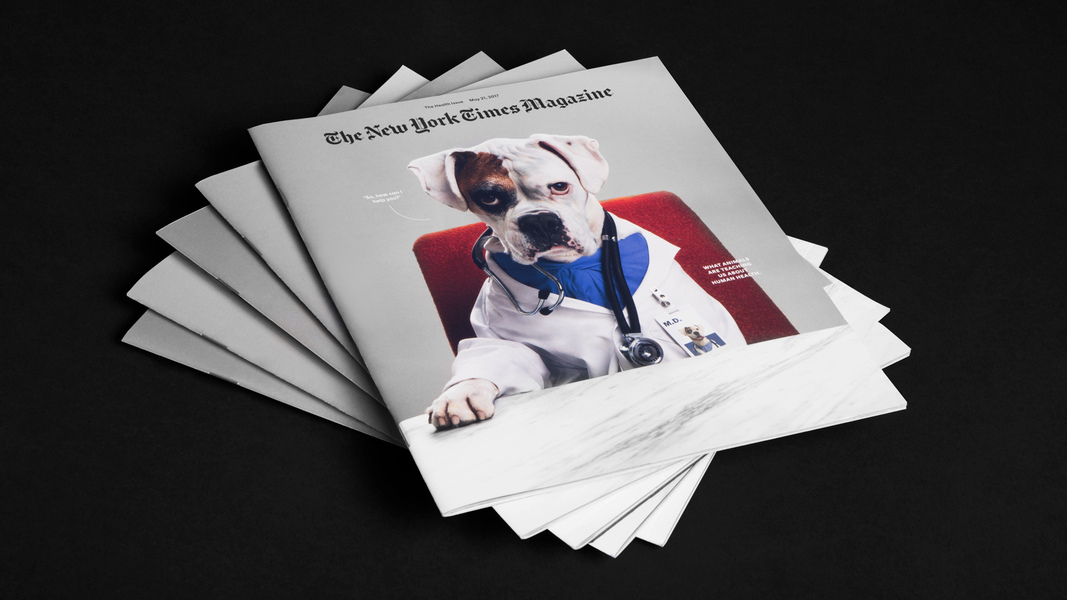 The Health Issue May 21, 2017
The New York Times Magazine
"So, how can I
help you?"
WHAT ANIMALS
ARE TEACHING
US ABOUT
HUMAN HEALTH.
M.D.